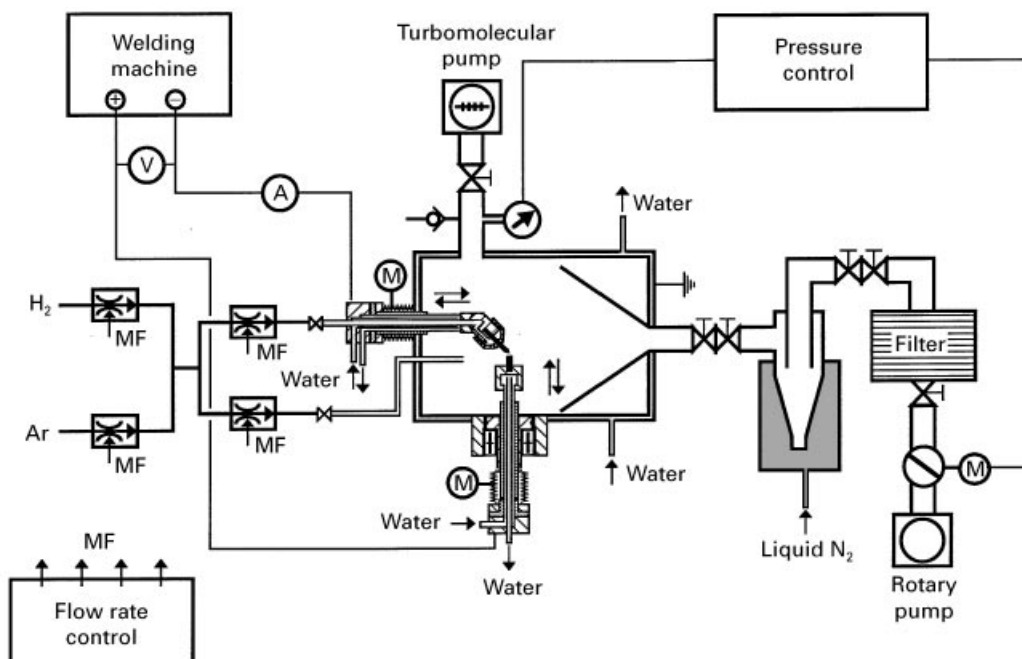 Welding
machine
+
−
V
A
Turbomolecular
pump
Pressure
control
Water
M
H₂
MF
MF
Water
Ar
MF
MF
M
Water
Water
Water
Filter
M
Liquid N₂
Rotary
pump
MF
Flow rate
control